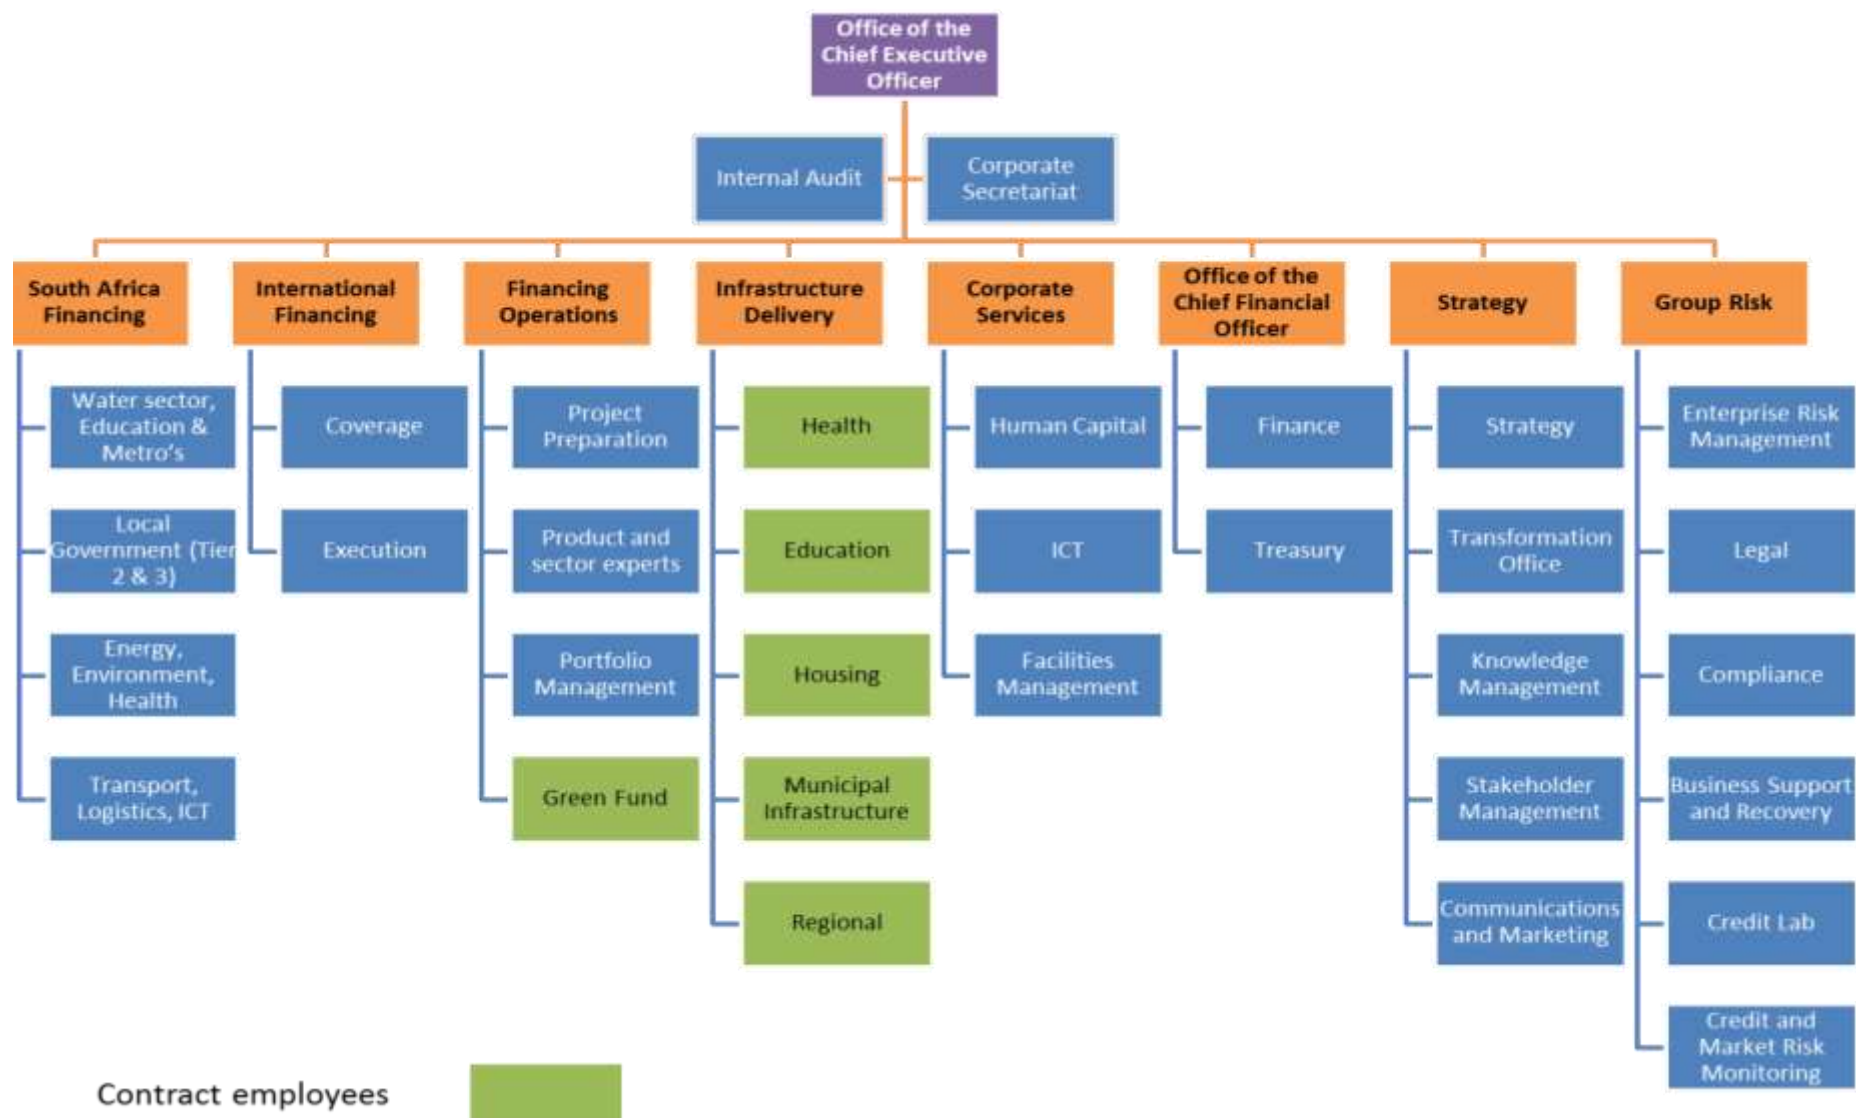 Office of the
Chief Executive
Officer
Internal Audit
Corporate
Secretariat
South Africa
Financing
International
Financing
Financing
Operations
Infrastructure
Delivery
Corporate
Services
Office of the
Chief Financial
Officer
Strategy
Group Risk
Water sector,
Education &
Metro's
Local
Government (Tier
2 & 3)
Energy,
Environment,
Health
Transport,
Logistics, ICT
Coverage
Execution
Project
Preparation
Product and
sector experts
Portfolio
Management
Green Fund
Health
Education
Housing
Municipal
Infrastructure
Regional
Human Capital
ICT
Facilities
Management
Finance
Treasury
Strategy
Transformation
Office
Knowledge
Management
Stakeholder
Management
Communications
and Marketing
Enterprise Risk
Management
Legal
Compliance
Business Support
and Recovery
Credit Lab
Credit and
Market Risk
Monitoring
Contract employees